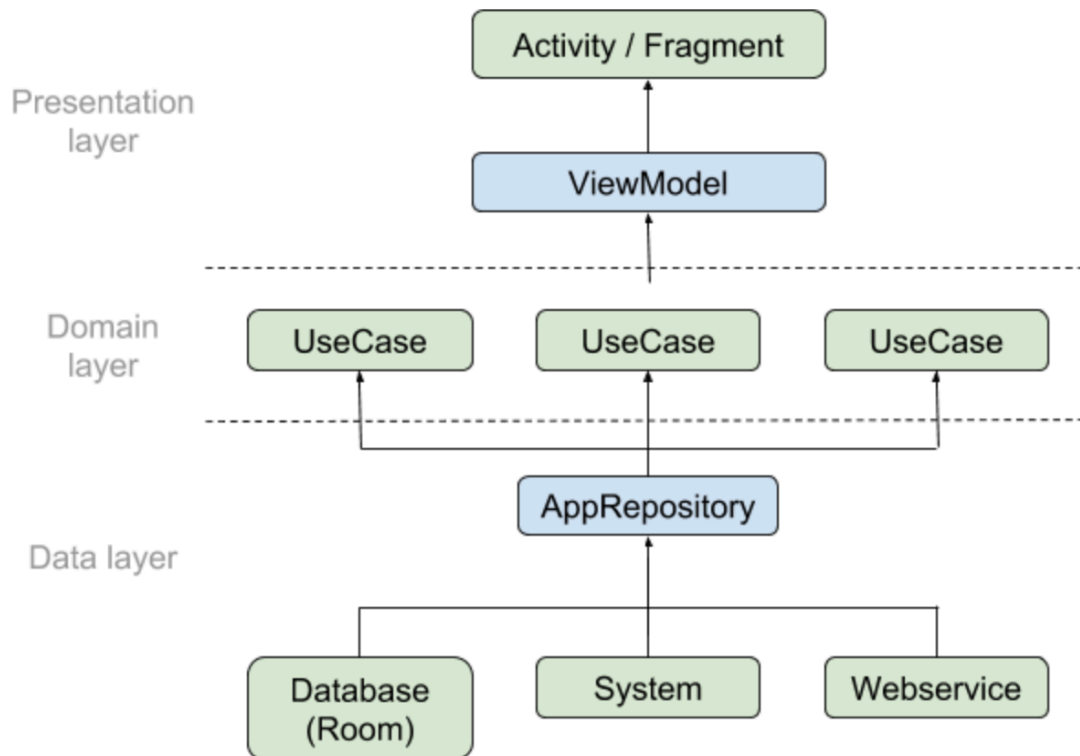 Activity / Fragment
Presentation
layer
ViewModel
Domain
layer
UseCase
UseCase
UseCase
AppRepository
Data layer
Database
(Room)
System
Webservice